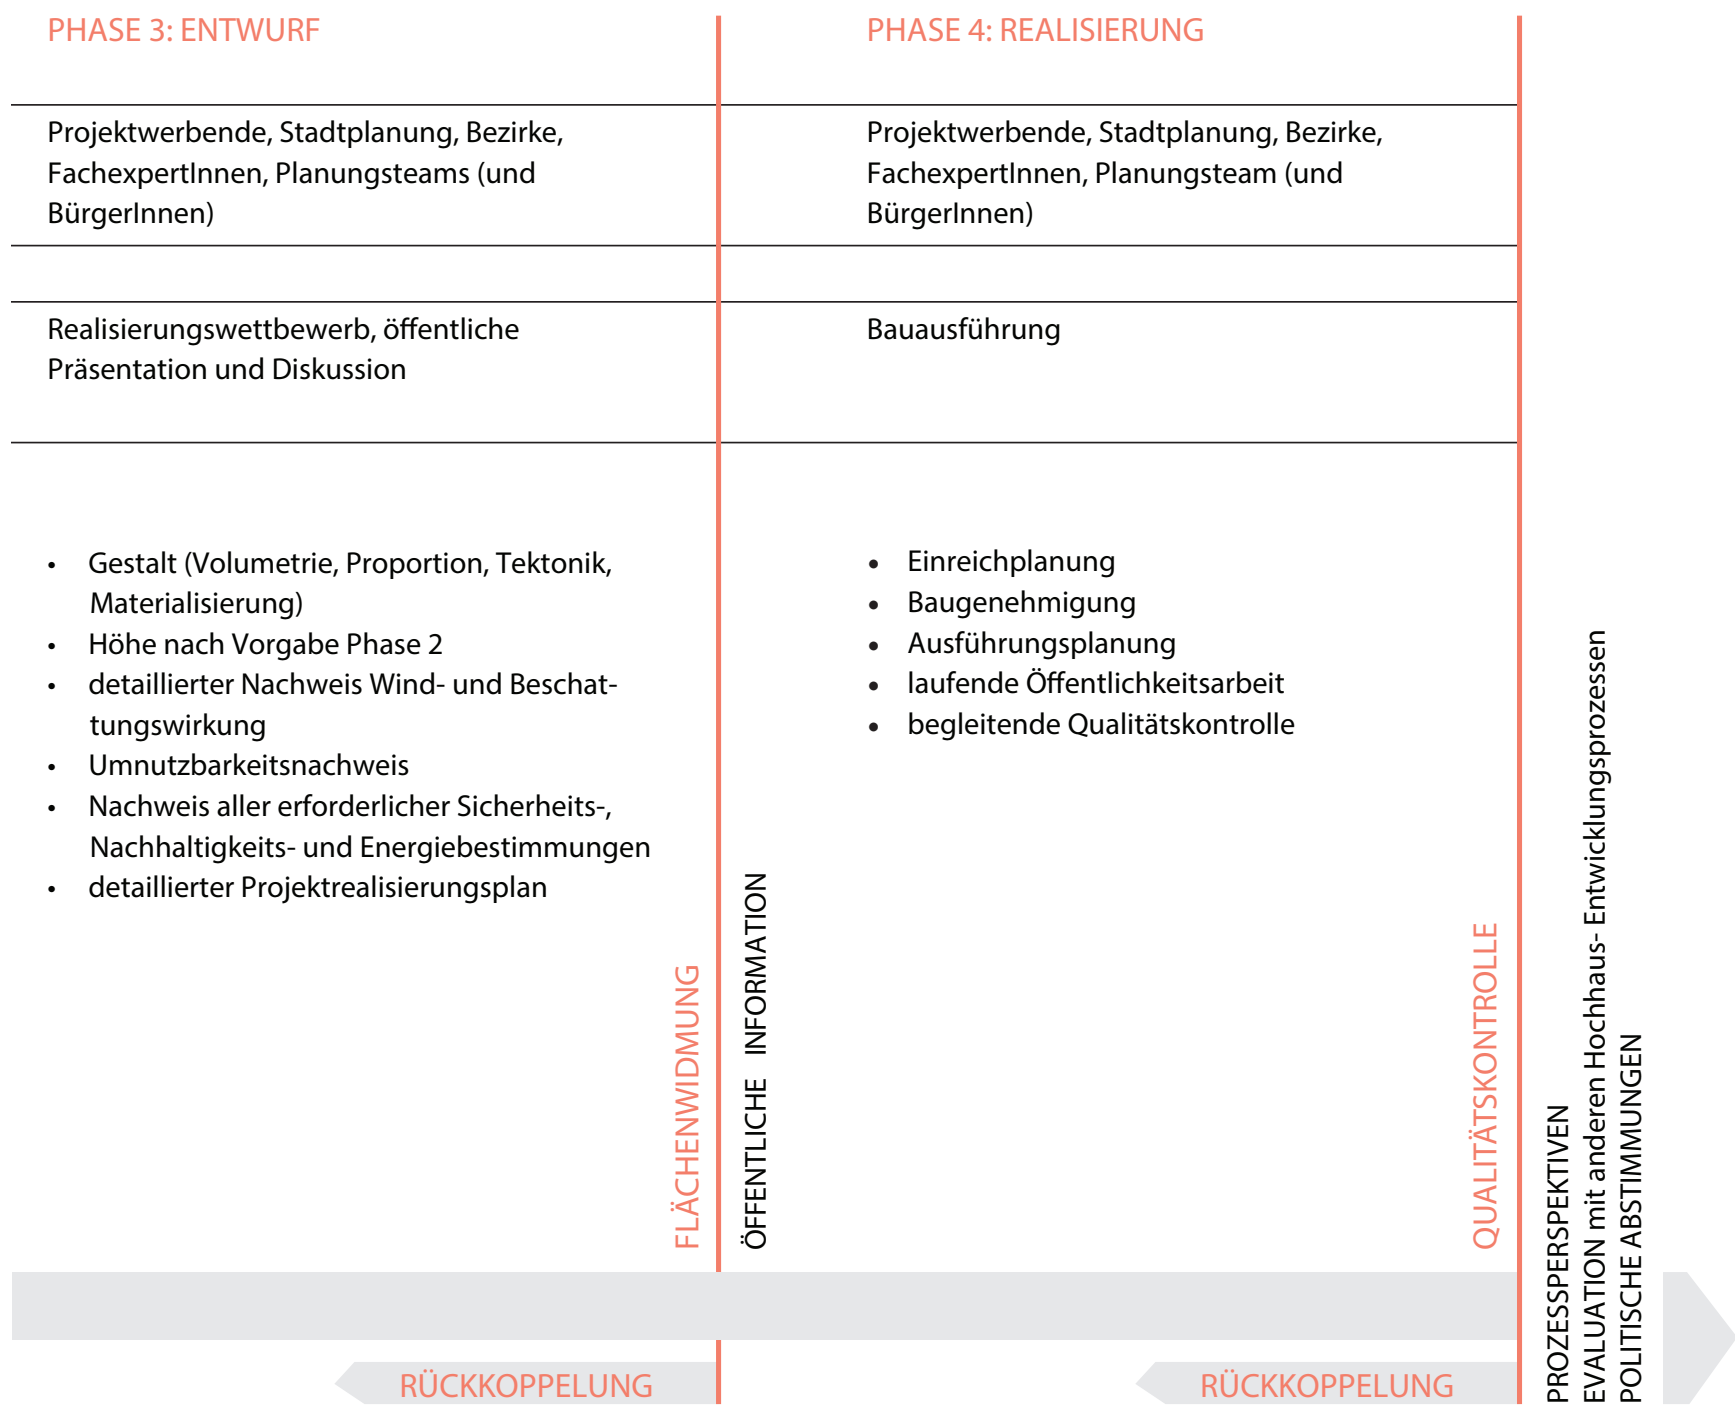 PHASE 3: ENTWURF
Projektwerbende, Stadtplanung, Bezirke,
FachexpertInnen, Planungsteams (und
BürgerInnen)
Realisierungswettbewerb, öffentliche
Präsentation und Diskussion
• Gestalt (Volumetrie, Proportion, Tektonik,
Materialisierung)
• Höhe nach Vorgabe Phase 2
• detaillierter Nachweis Wind- und Beschat-
tungswirkung
• Umnutzbarkeitsnachweis
• Nachweis aller erforderlicher Sicherheits-,
Nachhaltigkeits- und Energiebestimmungen
• detaillierter Projektrealisierungsplan
FLÄCHENWIDMUNG
ÖFFENTLICHE INFORMATION
RÜCKKOPPELUNG
PHASE 4: REALISIERUNG
Projektwerbende, Stadtplanung, Bezirke,
FachexpertInnen, Planungsteam (und
BürgerInnen)
Bauausführung
• Einreichplanung
• Baugenehmigung
• Ausführungsplanung
• laufende Öffentlichkeitsarbeit
• begleitende Qualitätskontrolle
QUALITÄTSKONTROLLE
RÜCKKOPPELUNG
PROZESSPERSPEKTIVEN
EVALUATION mit anderen Hochhaus- Entwicklungsprozessen
POLITISCHE ABSTIMMUNGEN